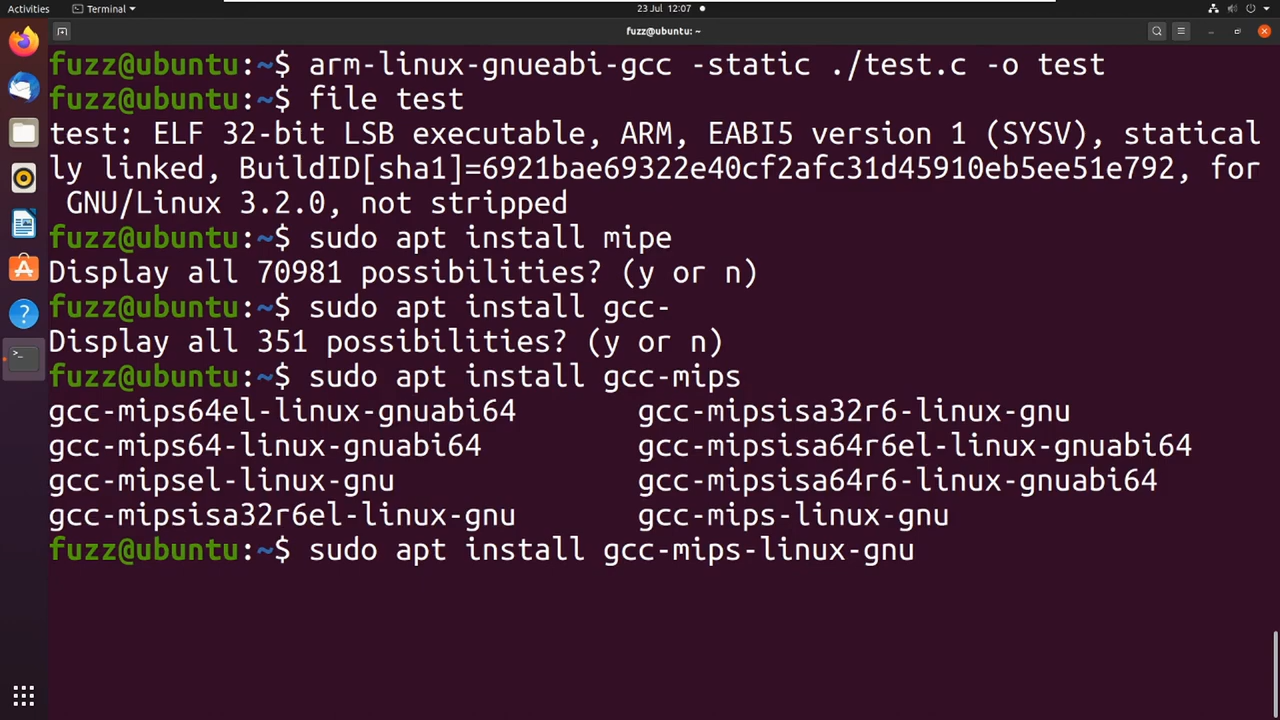 Activities
Terminal
23 Jul 12:07
fuzz@ubuntu: ~
fuzz@ubuntu:~$ arm-linux-gnueabi-gcc -static ./test.c -o test
fuzz@ubuntu:~$ file test
test: ELF 32-bit LSB executable, ARM, EABI5 version 1 (SYSV), statical
ly linked, BuildID[sha1]=6921bae69322e40cf2afc31d45910eb5ee51e792, for
GNU/Linux 3.2.0, not stripped
fuzz@ubuntu:~$ sudo apt install mipe
Display all 70981 possibilities? (y or n)
fuzz@ubuntu:~$ sudo apt install gcc-
Display all 351 possibilities? (y or n)
fuzz@ubuntu:~$ sudo apt install gcc-mips
gcc-mips64el-linux-gnuabi64 gcc-mipsisa32r6-linux-gnu
gcc-mips64-linux-gnuabi64 gcc-mipsisa64r6el-linux-gnuabi64
gcc-mipsel-linux-gnu gcc-mipsisa64r6-linux-gnuabi64
gcc-mipsisa32r6el-linux-gnu gcc-mips-linux-gnu
fuzz@ubuntu:~$ sudo apt install gcc-mips-linux-gnu